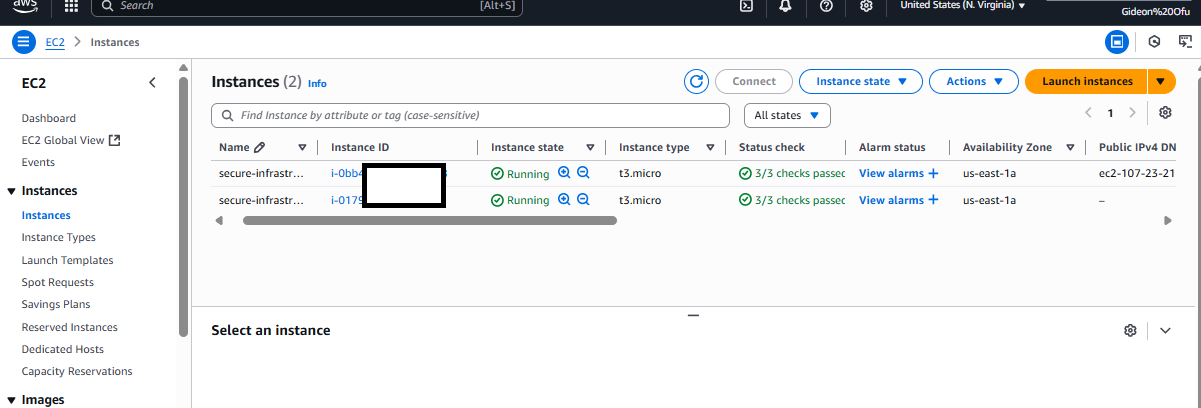 aws Search [Alt+S] United States (N. Virginia) Gideon%20Ofu
EC2 Instances
EC2
Dashboard
EC2 Global View
Events
Instances
Instances
Instance Types
Launch Templates
Spot Requests
Savings Plans
Reserved Instances
Dedicated Hosts
Capacity Reservations
Images
Instances (2) Info Connect Instance state Actions Launch instances
Find Instance by attribute or tag (case-sensitive) All states 1
Name Instance ID Instance state Instance type Status check Alarm status Availability Zone Public IPv4 DN
secure-infrastr... i-0bb4 Running t3.micro 3/3 checks passed View alarms + us-east-1a ec2-107-23-21
secure-infrastr... i-0179 Running t3.micro 3/3 checks passed View alarms + us-east-1a –
Select an instance